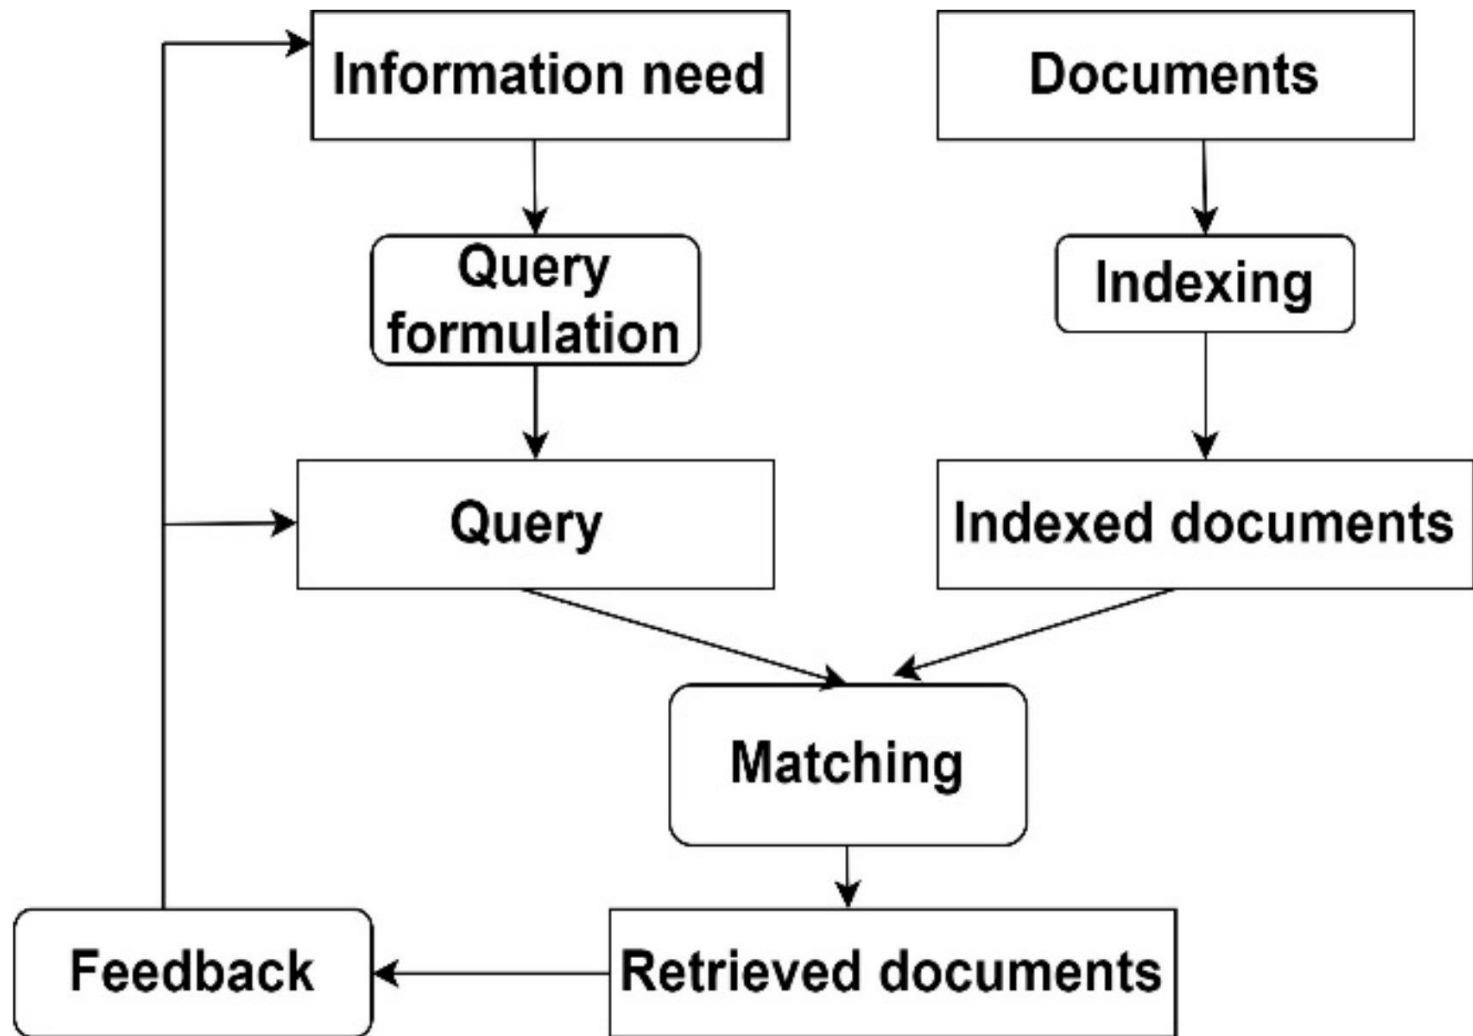 Information need
Documents
Query
formulation
Indexing
Query
Indexed documents
Matching
Feedback
Retrieved documents